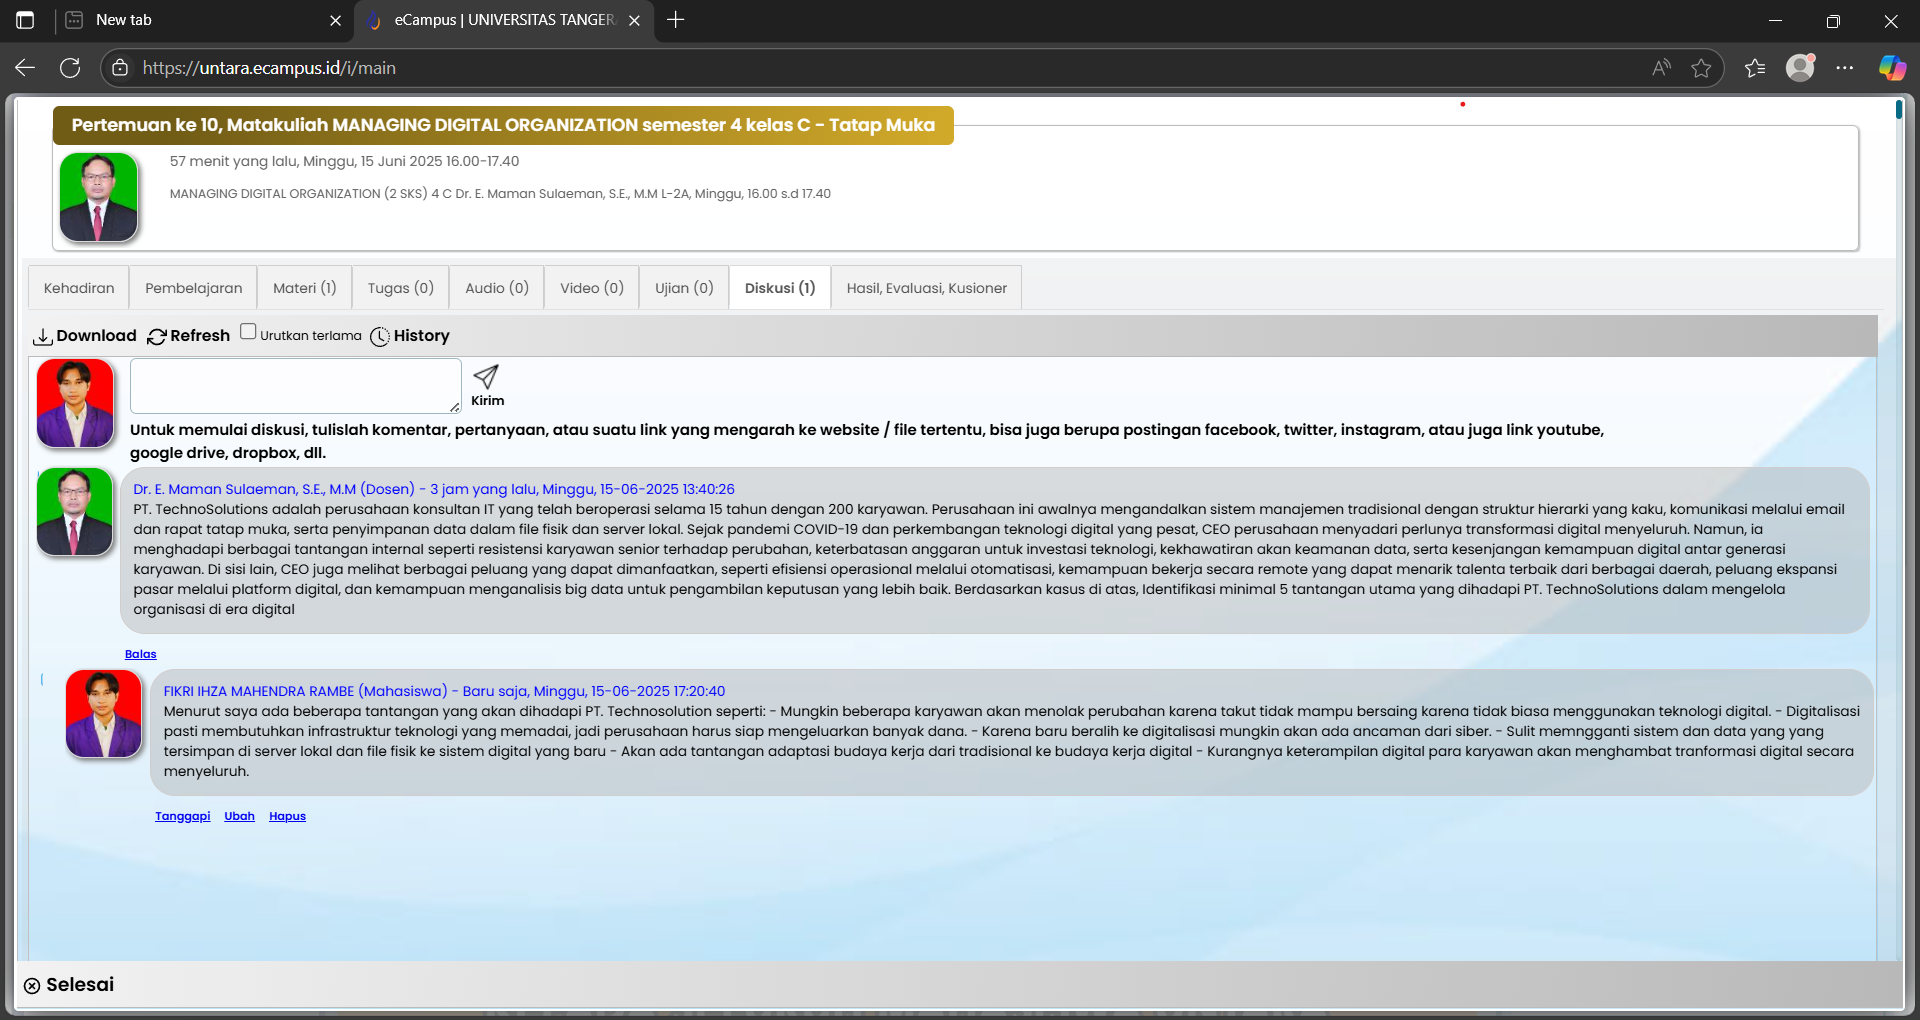 New tab
eCampus | UNIVERSITAS TANGER
https://untara.ecampus.id/i/main
Pertemuan ke 10, Matakuliah MANAGING DIGITAL ORGANIZATION semester 4 kelas C - Tatap Muka
57 menit yang lalu, Minggu, 15 Juni 2025 16.00-17.40
MANAGING DIGITAL ORGANIZATION (2 SKS) 4 C Dr. E. Maman Sulaeman, S.E., M.M L-2A, Minggu, 16.00 s.d 17.40
Kehadiran Pembelajaran Materi (1) Tugas (0) Audio (0) Video (0) Ujian (0) Diskusi (1) Hasil, Evaluasi, Kusioner
Download Refresh Urutkan terlama History
Kirim
Untuk memulai diskusi, tulislah komentar, pertanyaan, atau suatu link yang mengarah ke website / file tertentu, bisa juga berupa postingan facebook, twitter, instagram, atau juga link youtube,
google drive, dropbox, dll.
Dr. E. Maman Sulaeman, S.E., M.M (Dosen) - 3 jam yang lalu, Minggu, 15-06-2025 13:40:26
PT. TechnoSolutions adalah perusahaan konsultan IT yang telah beroperasi selama 15 tahun dengan 200 karyawan. Perusahaan ini awalnya mengandalkan sistem manajemen tradisional dengan struktur hierarki yang kaku, komunikasi melalui email
dan rapat tatap muka, serta penyimpanan data dalam file fisik dan server lokal. Sejak pandemi COVID-19 dan perkembangan teknologi digital yang pesat, CEO perusahaan menyadari perlunya transformasi digital menyeluruh. Namun, ia
menghadapi berbagai tantangan internal seperti resistensi karyawan senior terhadap perubahan, keterbatasan anggaran untuk investasi teknologi, kekhawatiran akan keamanan data, serta kesenjangan kemampuan digital antar generasi
karyawan. Di sisi lain, CEO juga melihat berbagai peluang yang dapat dimanfaatkan, seperti efisiensi operasional melalui otomatisasi, kemampuan bekerja secara remote yang dapat menarik talenta terbaik dari berbagai daerah, peluang ekspansi
pasar melalui platform digital, dan kemampuan menganalisis big data untuk pengambilan keputusan yang lebih baik. Berdasarkan kasus di atas, Identifikasi minimal 5 tantangan utama yang dihadapi PT. TechnoSolutions dalam mengelola
organisasi di era digital
Balas
FIKRI IHZA MAHENDRA RAMBE (Mahasiswa) - Baru saja, Minggu, 15-06-2025 17:20:40
Menurut saya ada beberapa tantangan yang akan dihadapi PT. Technosolution seperti: - Mungkin beberapa karyawan akan menolak perubahan karena takut tidak mampu bersaing karena tidak biasa menggunakan teknologi digital. - Digitalisasi
pasti membutuhkan infrastruktur teknologi yang memadai, jadi perusahaan harus siap mengeluarkan banyak dana. - Karena baru beralih ke digitalisasi mungkin akan ada ancaman dari siber. - Sulit memngganti sistem dan data yang yang
tersimpan di server lokal dan file fisik ke sistem digital yang baru - Akan ada tantangan adaptasi budaya kerja dari tradisional ke budaya kerja digital - Kurangnya keterampilan digital para karyawan akan menghambat tranformasi digital secara
menyeluruh.
Tanggapi Ubah Hapus
Selesai